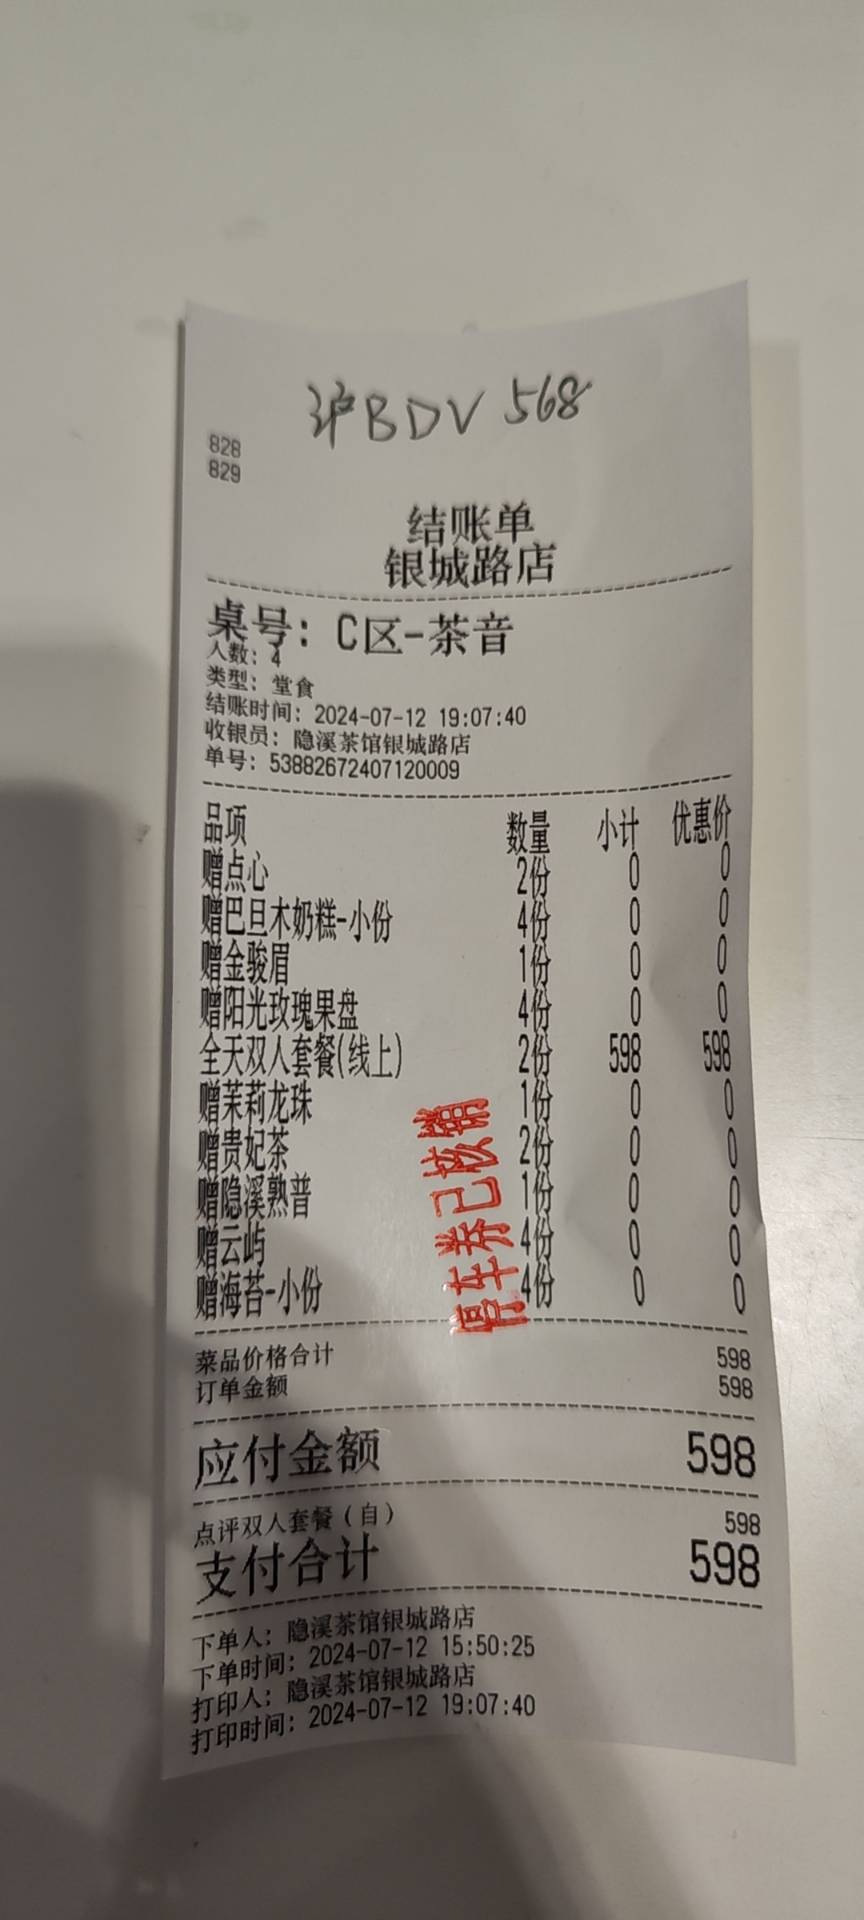 沪BDV 568
828
829
结账单
银城路店
桌号: C区-茶音
人数: 4
类型: 堂食
结账时间: 2024-07-12 19:07:40
收银员: 隐溪茶馆银城路店
单号: 53882672407120009
品项 数量 小计 优惠价
赠点心 2份 0 0
赠巴旦木奶糕-小份 4份 0 0
赠金骏眉 1份 0 0
赠阳光玫瑰果盘 4份 0 0
全天双人套餐(线上) 2份 598 598
赠茉莉龙珠 1份 0 0
赠贵妃茶 2份 0 0
赠隐溪熟普 1份 0 0
赠云屿 4份 0 0
赠海苔-小份 4份 0 0
停车券已核销
菜品价格合计 598
订单金额 598
应付金额 598
点评双人套餐(自) 598
支付合计 598
下单人: 隐溪茶馆银城路店
下单时间: 2024-07-12 15:50:25
打印人: 隐溪茶馆银城路店
打印时间: 2024-07-12 19:07:40